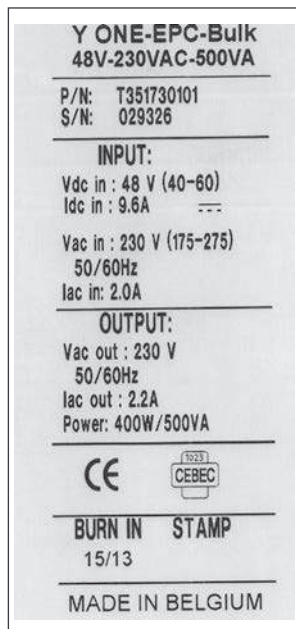 Y ONE-EPC-Bulk
48V-230VAC-500VA
P/N: T351730101
S/N: 029326
INPUT:
Vdc in : 48 V (40-60)
Idc in : 9.6A
Vac in : 230 V (175-275)
50/60Hz
Iac in: 2.0A
OUTPUT:
Vac out : 230 V
50/60Hz
Iac out : 2.2A
Power: 400W/500VA
CE
1023
CEBEC
BURN IN STAMP
15/13
MADE IN BELGIUM